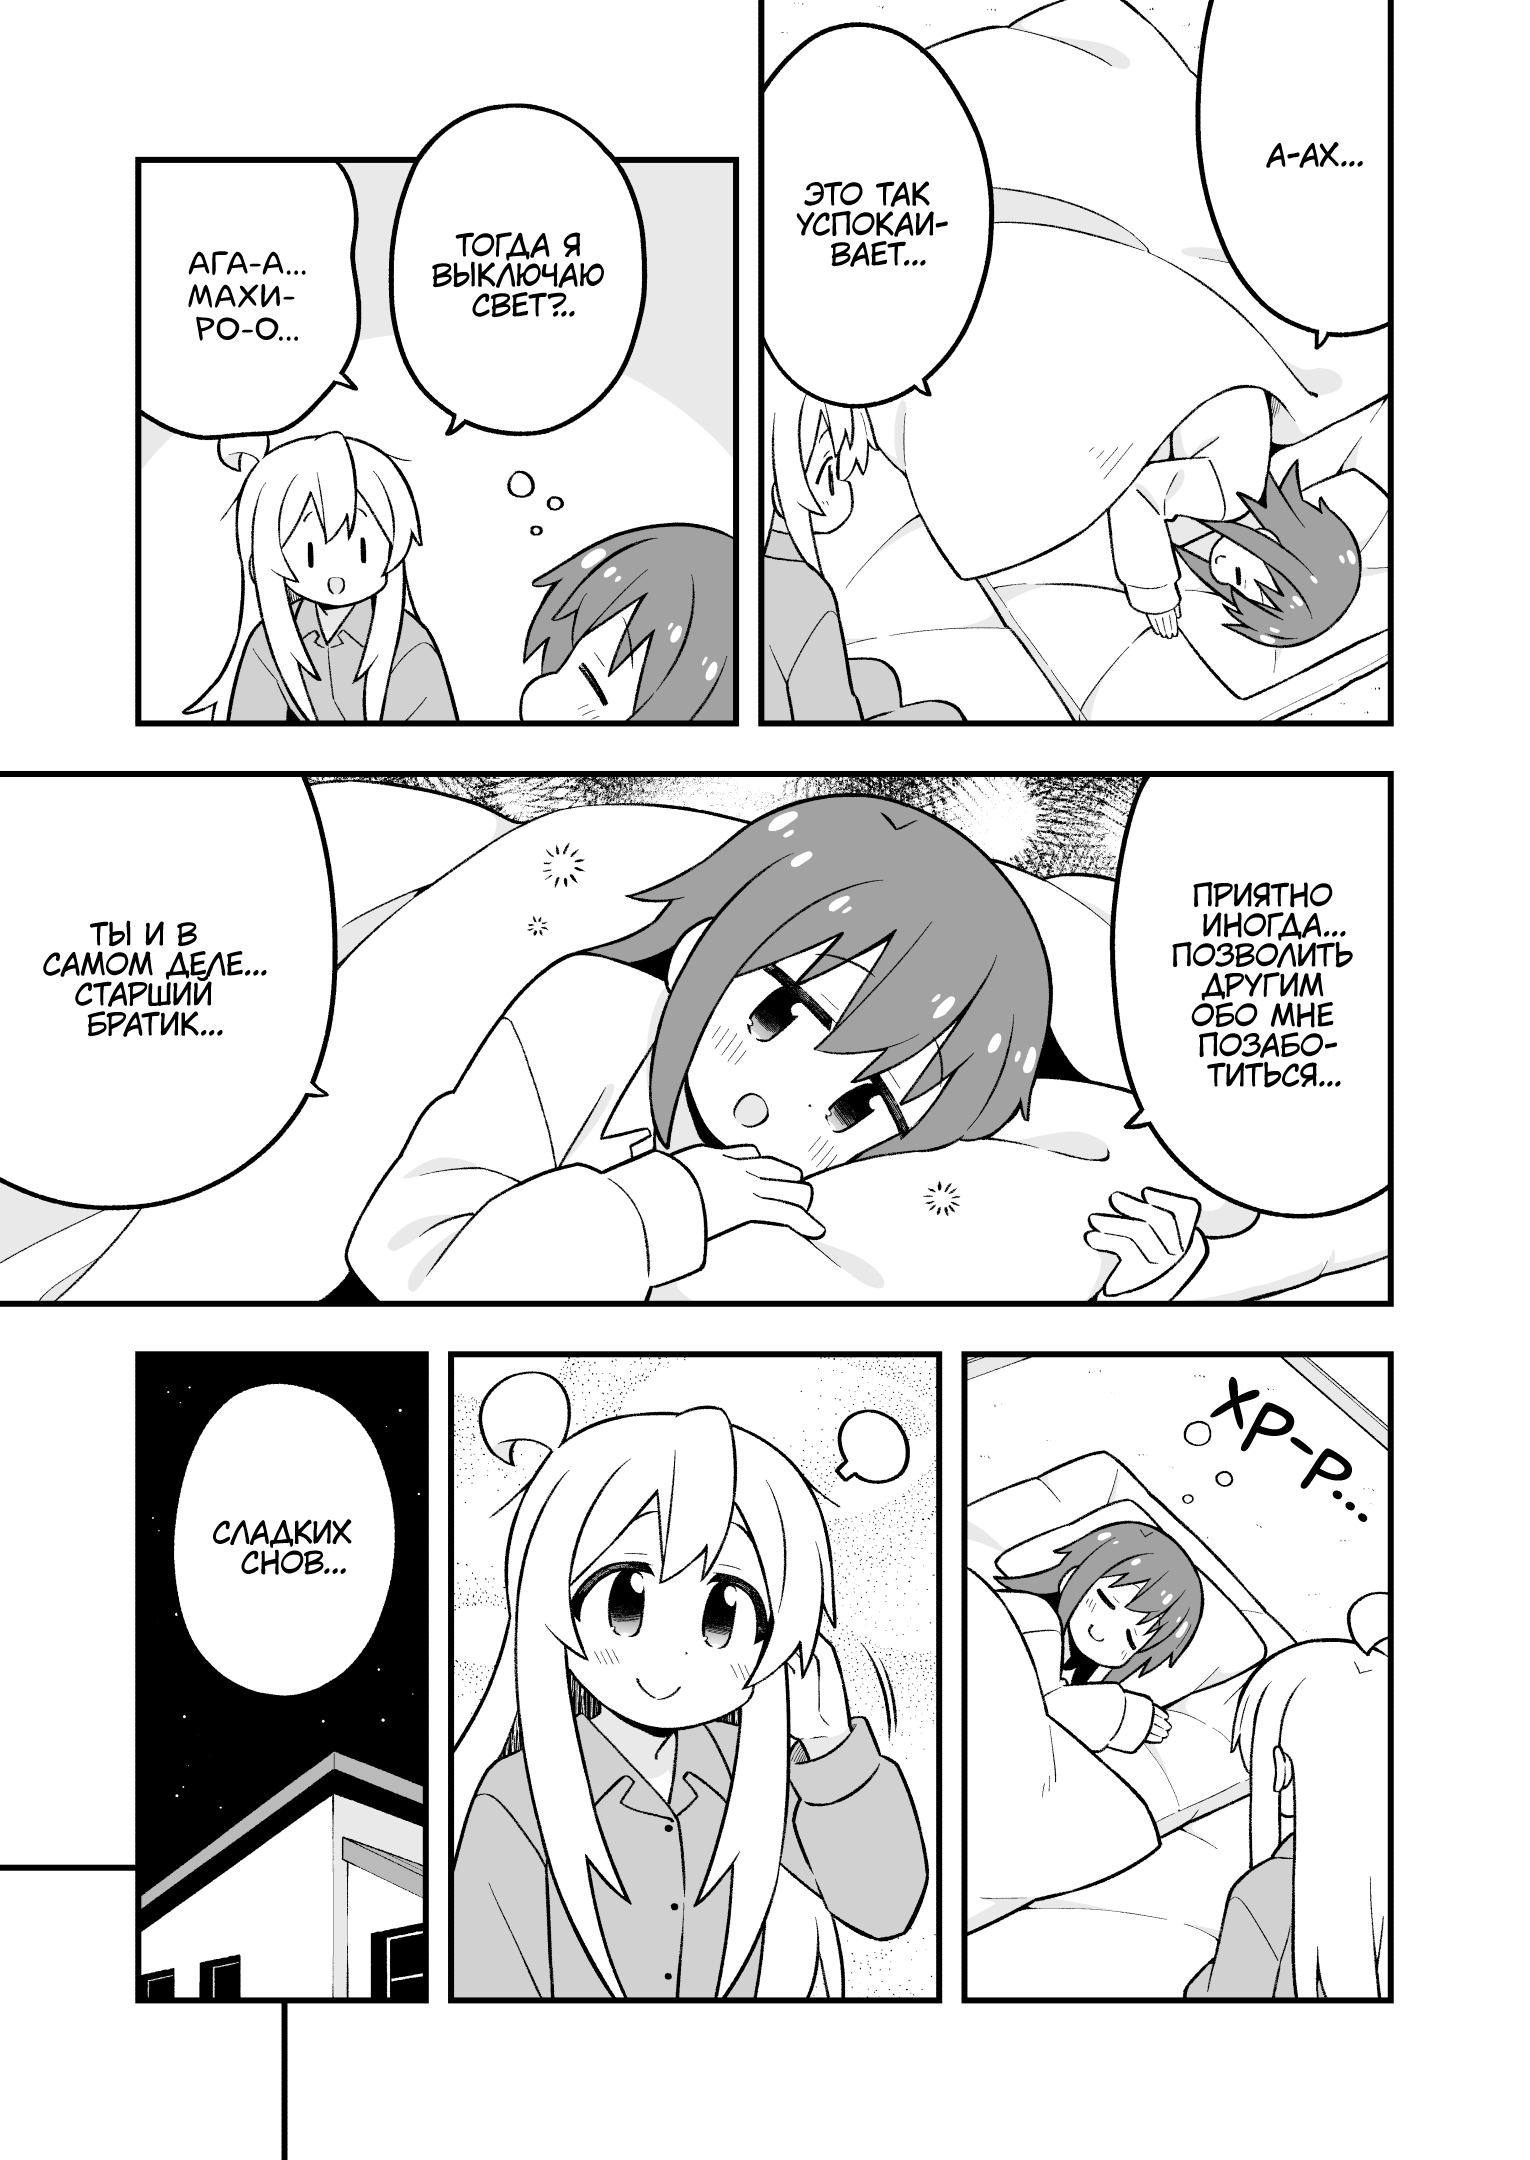 А-АХ...
ЭТО ТАК
УСПОКАИ-
ВАЕТ...
ТОГДА Я
ВЫКЛЮЧАЮ
СВЕТ?..
АГА-А...
МАХИ-
РО-О...
ПРИЯТНО
ИНОГДА...
ПОЗВОЛИТЬ
ДРУГИМ
ОБО МНЕ
ПОЗАБО-
ТИТЬСЯ...
ТЫ И В
САМОМ ДЕЛЕ...
СТАРШИЙ
БРАТИК...
ХР-Р...
СЛАДКИХ
СНОВ...